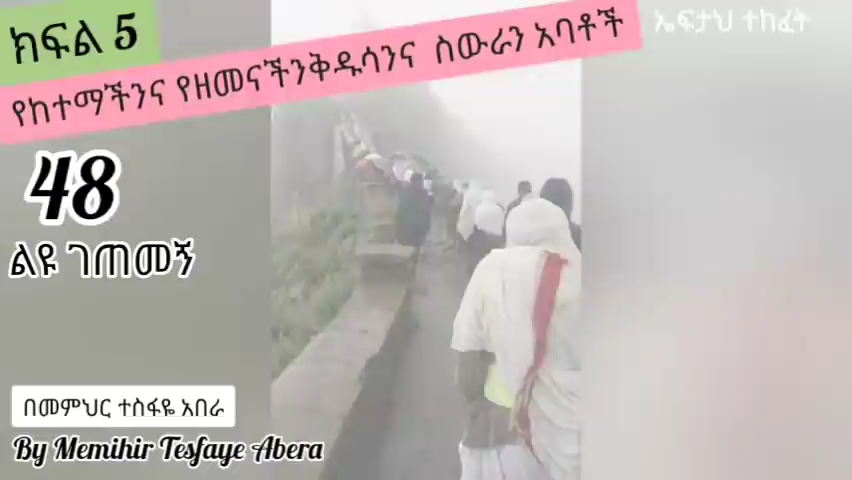 ክፍል 5
የከተማችንና የዘመናችንቅዱሳንና ስውራን አባቶች
ኤፍታህ ተከፈት
48
ልዩ ገጠመኝ
በመምህር ተስፋዬ አበራ
By Memihir Tesfaye Abera